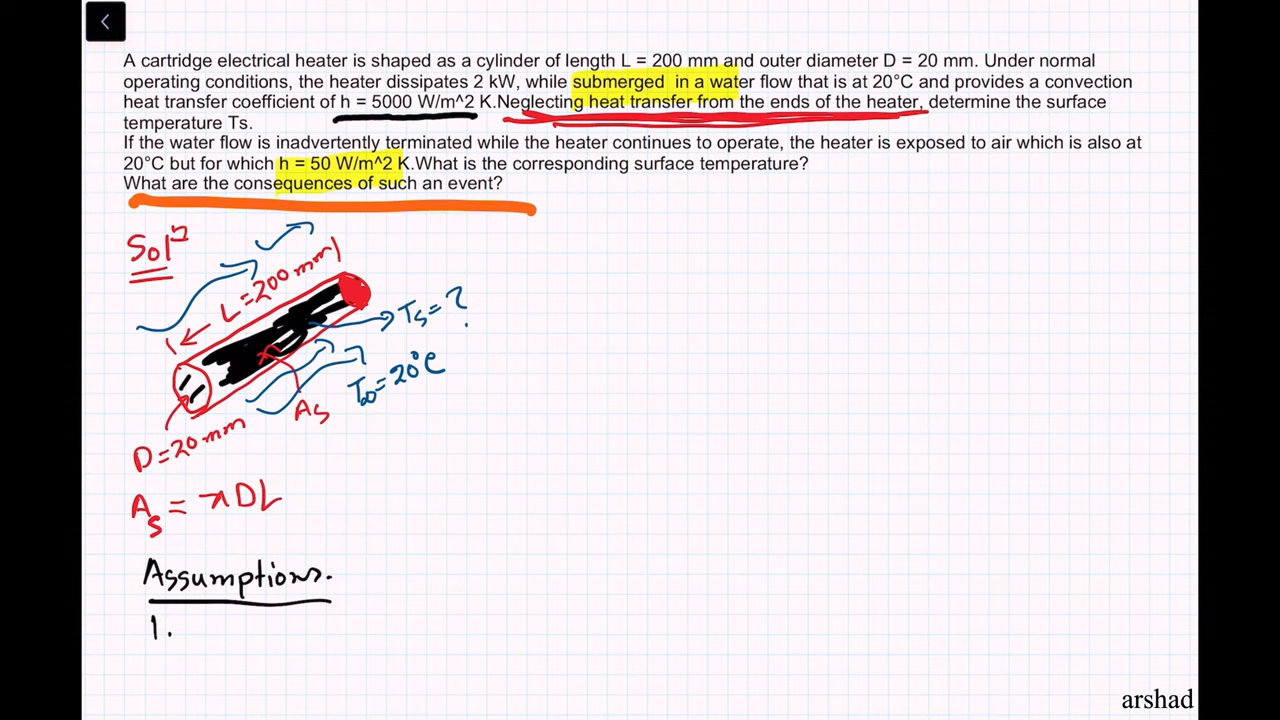 A cartridge electrical heater is shaped as a cylinder of length L = 200 mm and outer diameter D = 20 mm. Under normal
operating conditions, the heater dissipates 2 kW, while submerged in a water flow that is at 20°C and provides a convection
heat transfer coefficient of h = 5000 W/m^2 K.Neglecting heat transfer from the ends of the heater, determine the surface
temperature Ts.
If the water flow is inadvertently terminated while the heater continues to operate, the heater is exposed to air which is also at
20°C but for which h = 50 W/m^2 K.What is the corresponding surface temperature?
What are the consequences of such an event?
Solⁿ
L=200mm
Ts=?
T∞=20°C
As
D=20mm
As = πDL
Assumptions.
1.
arshad